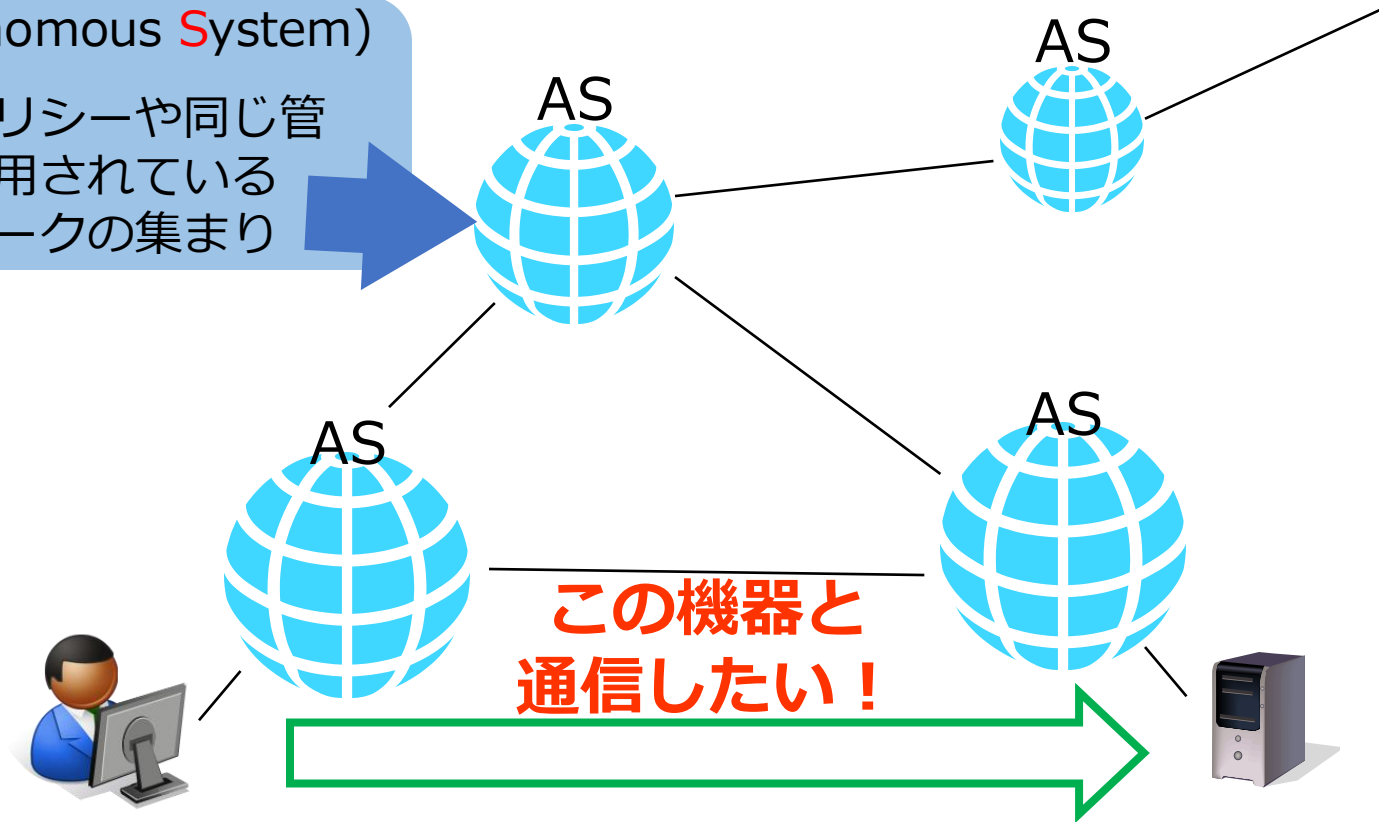 nomous System)
リシーや同じ管
用されている
ークの集まり
AS
AS
AS
AS
この機器と
通信したい！